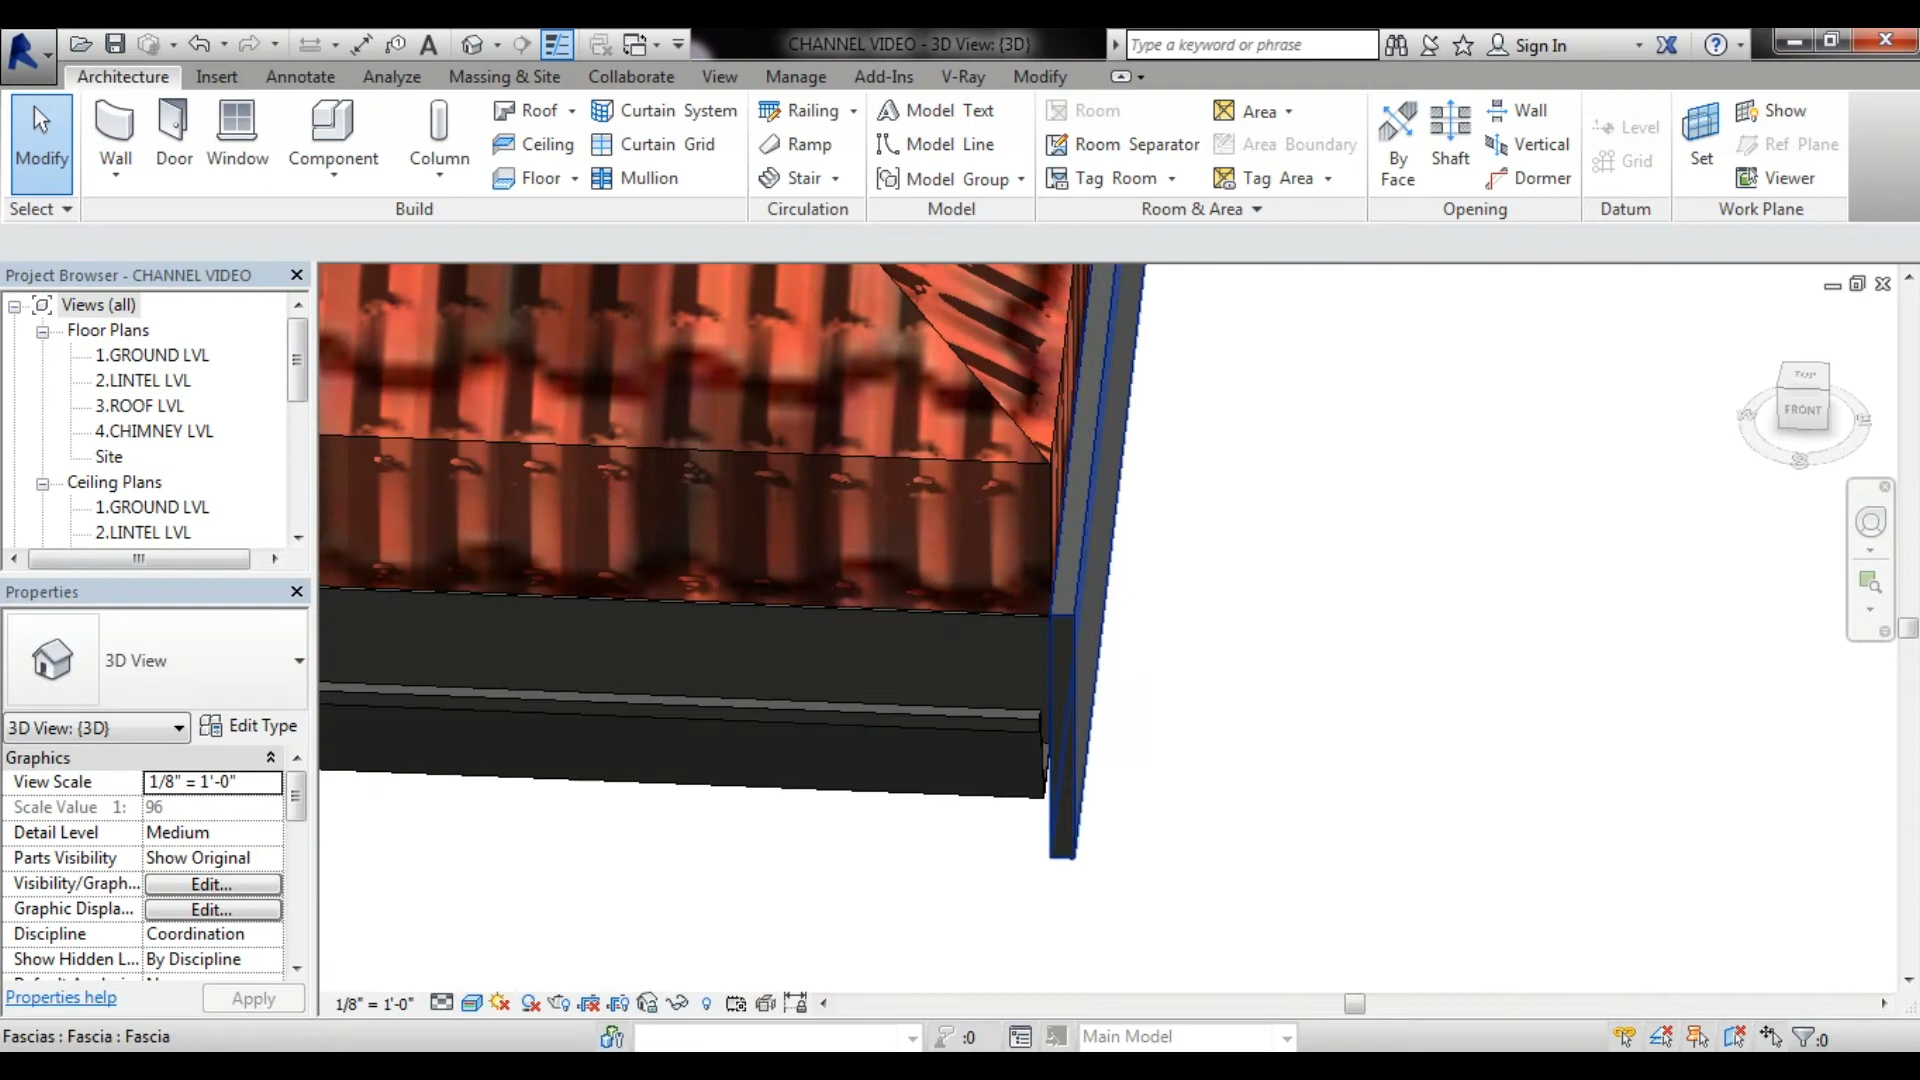 CHANNEL VIDEO - 3D View: {3D}
Type a keyword or phrase
Sign In
Architecture Insert Annotate Analyze Massing & Site Collaborate View Manage Add-Ins V-Ray Modify
Modify Wall Door Window Component Column
Roof Curtain System Railing Model Text Room Area Wall Show
Ceiling Curtain Grid Ramp Model Line Room Separator Area Boundary Vertical Level Ref Plane
Floor Mullion Stair Model Group Tag Room Tag Area Dormer Grid Viewer
By Face Shaft Set
Select Build Circulation Model Room & Area Opening Datum Work Plane
Project Browser - CHANNEL VIDEO
Views (all)
Floor Plans
1.GROUND LVL
2.LINTEL LVL
3.ROOF LVL
4.CHIMNEY LVL
Site
Ceiling Plans
1.GROUND LVL
2.LINTEL LVL
TOP
FRONT
Properties
3D View
3D View: {3D} Edit Type
Graphics
View Scale 1/8" = 1'-0"
Scale Value 1: 96
Detail Level Medium
Parts Visibility Show Original
Visibility/Graph... Edit...
Graphic Displa... Edit...
Discipline Coordination
Show Hidden L... By Discipline
Properties help Apply
1/8" = 1'-0"
Fascias : Fascia : Fascia
:0
Main Model
:0